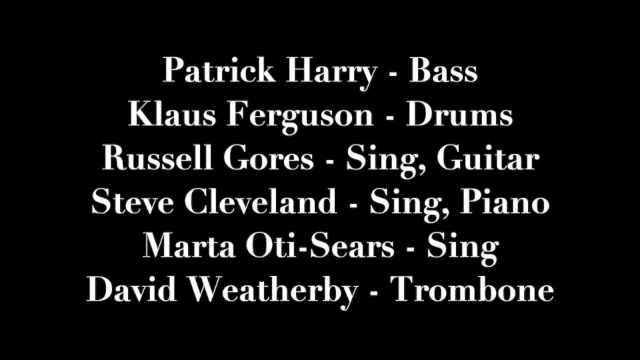 Patrick Harry - Bass
Klaus Ferguson - Drums
Russell Gores - Sing, Guitar
Steve Cleveland - Sing, Piano
Marta Oti-Sears - Sing
David Weatherby - Trombone